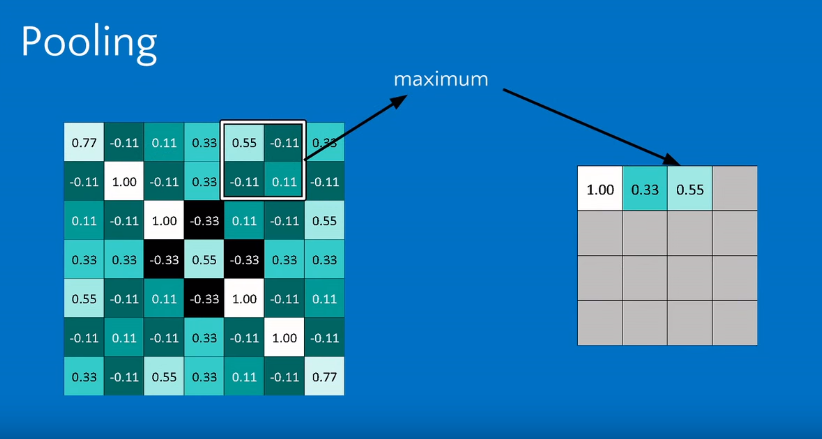 Pooling
maximum
0.77 -0.11 0.11 0.33 0.55 -0.11 0.33
-0.11 1.00 -0.11 0.33 -0.11 0.11 -0.11
0.11 -0.11 1.00 -0.33 0.11 -0.11 0.55
0.33 0.33 -0.33 0.55 -0.33 0.33 0.33
0.55 -0.11 0.11 -0.33 1.00 -0.11 0.11
-0.11 0.11 -0.11 0.33 -0.11 1.00 -0.11
0.33 -0.11 0.55 0.33 0.11 -0.11 0.77
1.00 0.33 0.55